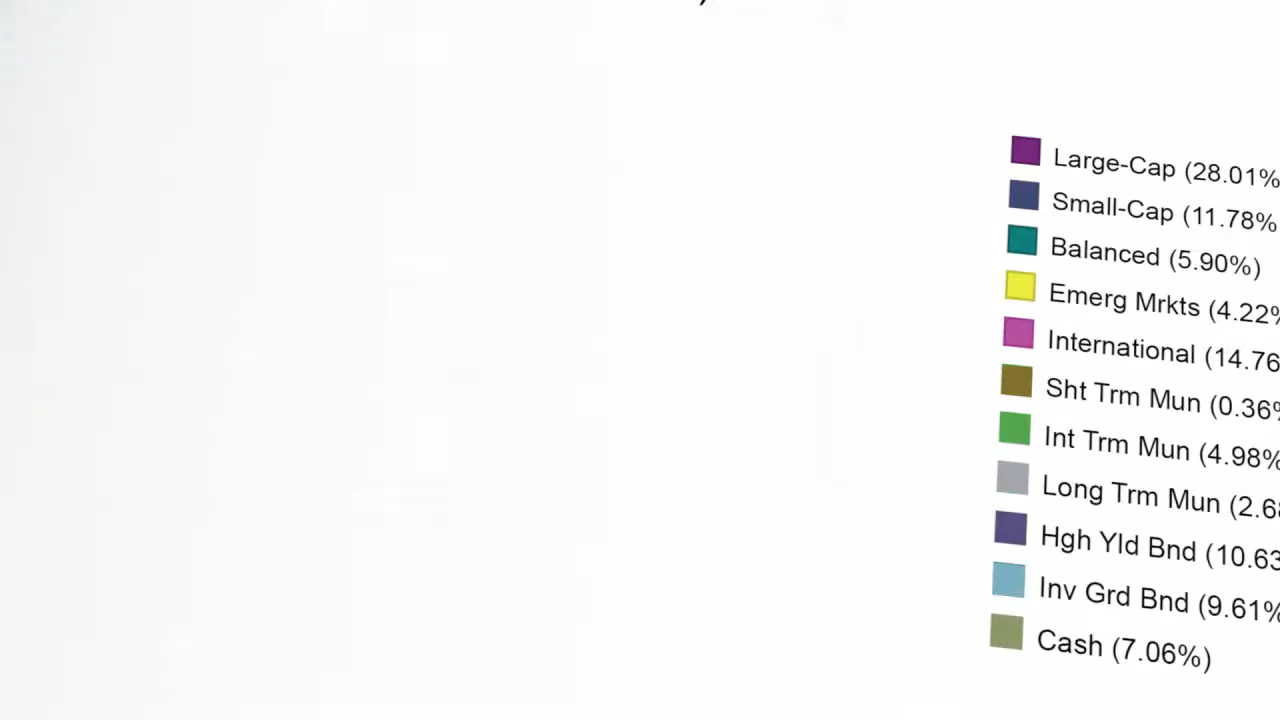 Large-Cap (28.01%
Small-Cap (11.78%
Balanced (5.90%)
Emerg Mrkts (4.22%
International (14.76
Sht Trm Mun (0.36%
Int Trm Mun (4.98%
Long Trm Mun (2.68
Hgh Yld Bnd (10.63
Inv Grd Bnd (9.61%
Cash (7.06%)